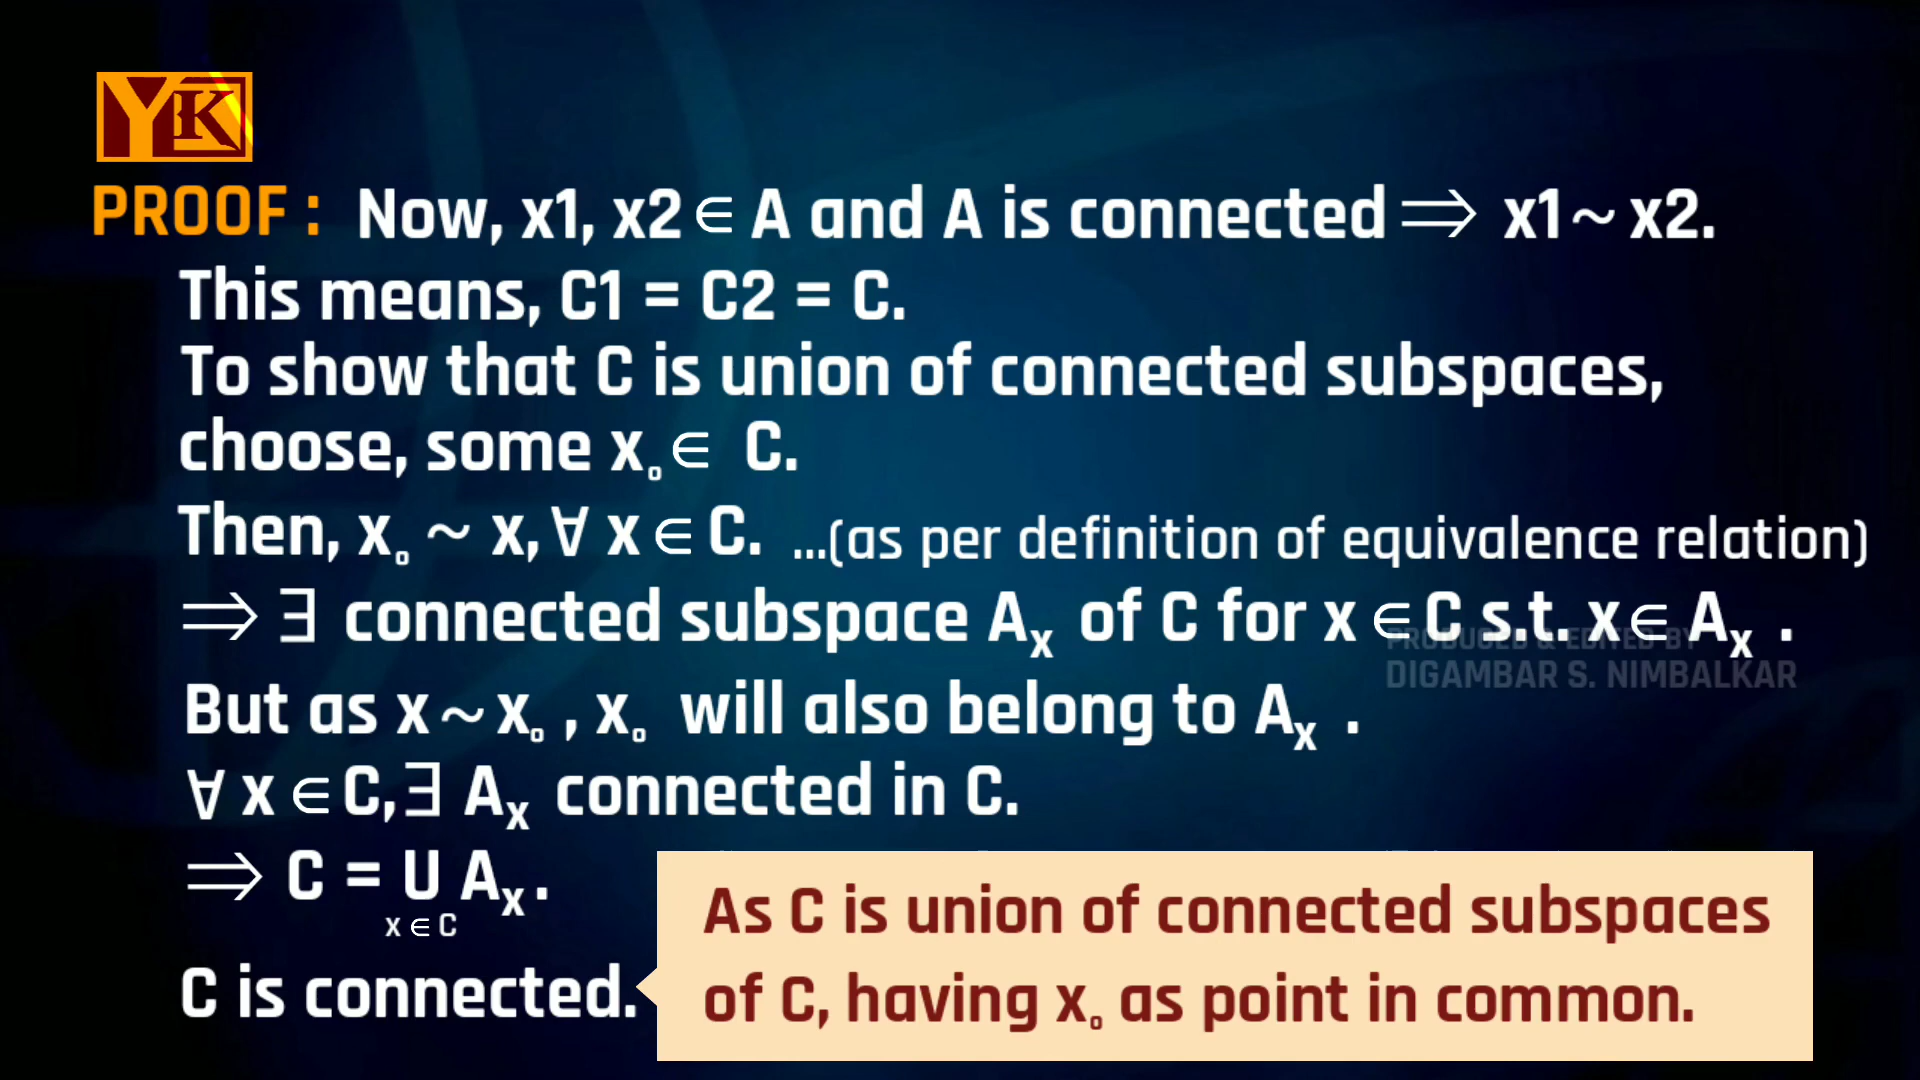 YK
PROOF : Now, x1, x2 ∈ A and A is connected ⟹ x1 ~ x2.
This means, C1 = C2 = C.
To show that C is union of connected subspaces,
choose, some x₀ ∈ C.
Then, x₀ ~ x, ∀ x ∈ C. ...(as per definition of equivalence relation)
⟹ ∃ connected subspace Aₓ of C for x ∈ C s.t. x ∈ Aₓ .
PRODUCED & EDITED BY
DIGAMBAR S. NIMBALKAR
But as x ~ x₀ , x₀ will also belong to Aₓ .
∀ x ∈ C, ∃ Aₓ connected in C.
⟹ C = U Aₓ .
x ∈ C
C is connected.
As C is union of connected subspaces
of C, having x₀ as point in common.